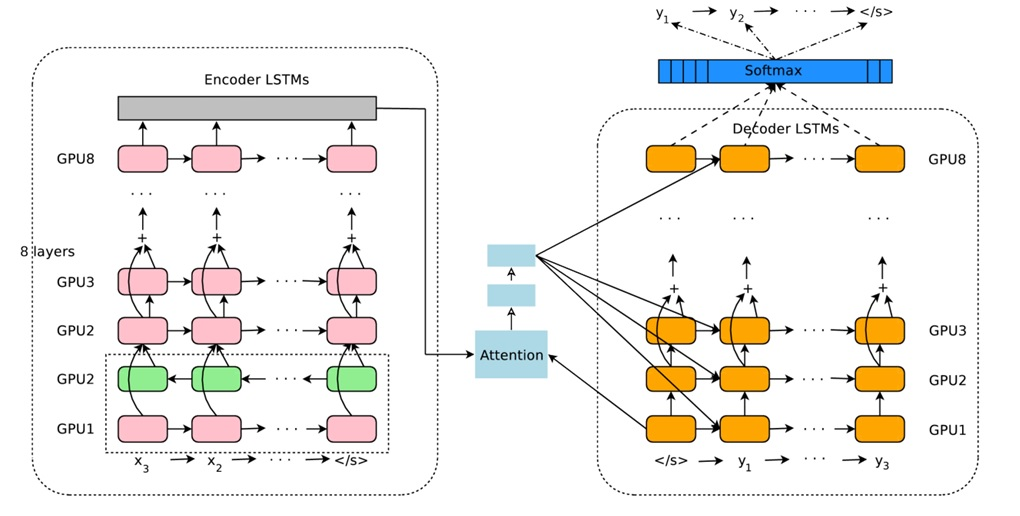 y1 y2 ... </s>
Softmax
Encoder LSTMs
Decoder LSTMs
GPU8 ... GPU8 ...
... ... ... ... ... ...
+ + +
8 layers
GPU3 ...
+ + +
GPU2 ... GPU3 ...
Attention
GPU2 ... GPU2 ...
GPU1 ... GPU1 ...
x3 x2 ... </s>
</s> y1 ... y3